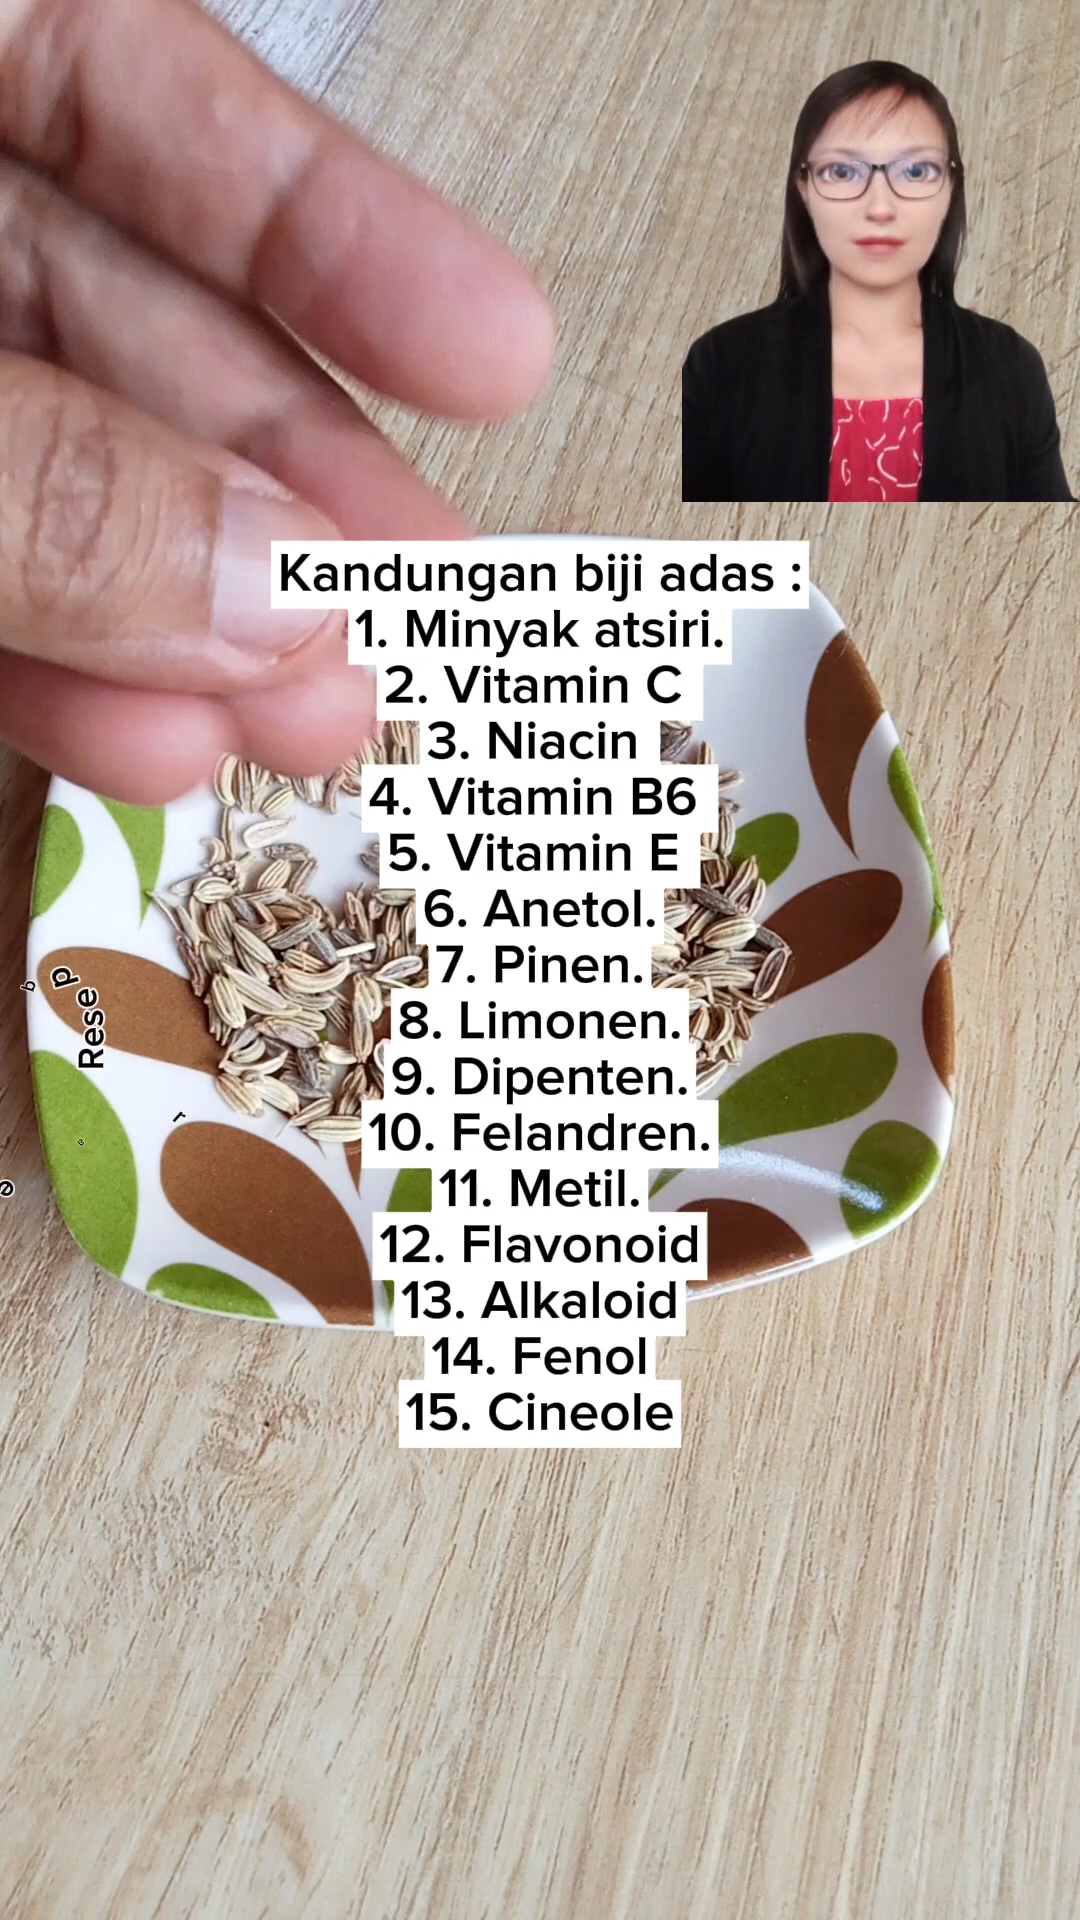 Kandungan biji adas :
1. Minyak atsiri.
2. Vitamin C
3. Niacin
4. Vitamin B6
5. Vitamin E
6. Anetol.
7. Pinen.
8. Limonen.
9. Dipenten.
10. Felandren.
11. Metil.
12. Flavonoid
13. Alkaloid
14. Fenol
15. Cineole
Rese p